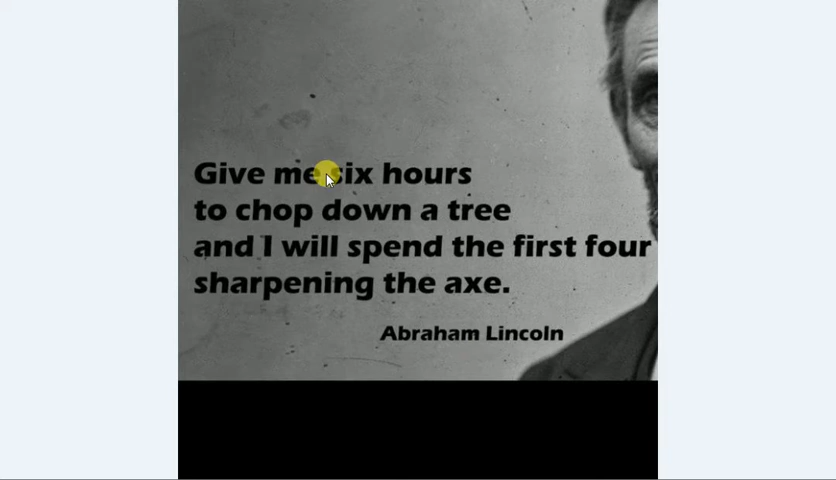 Give me six hours
to chop down a tree
and I will spend the first four
sharpening the axe.
Abraham Lincoln